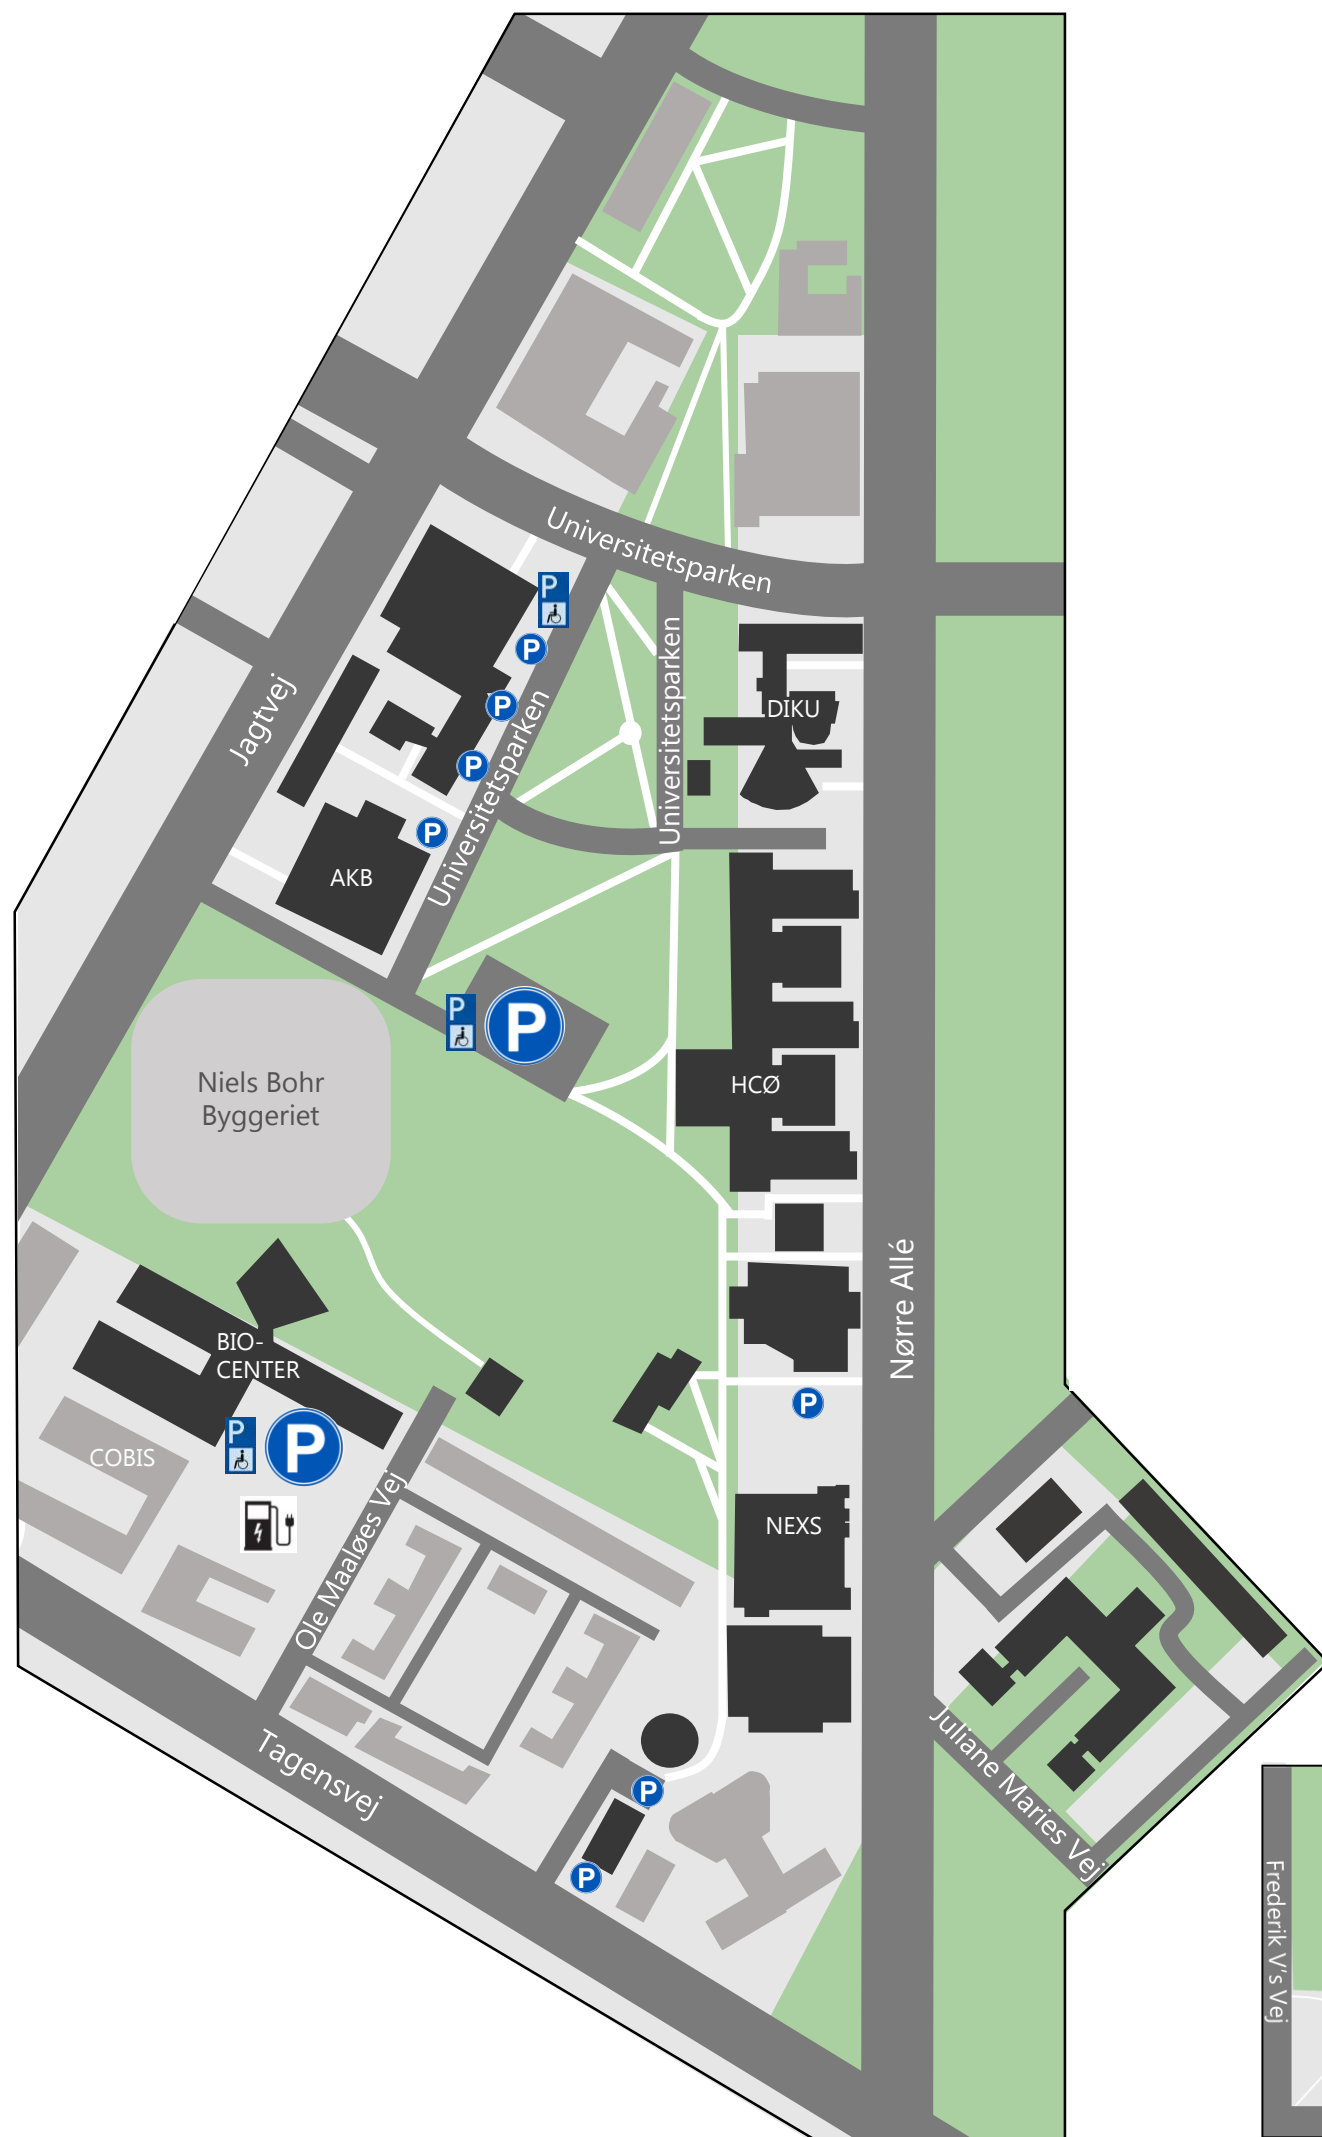 Universitetsparken
P
P
P
Universitetsparken
Jagtvej
DIKU
P
Universitetsparken
P
Universitetsparken
AKB
P
P
Niels Bohr
Byggeriet
HCØ
Nørre Allé
BIO-
CENTER
P
P
P
COBIS
NEXS
Ole Maaløes Vej
Juliane Maries Vej
Tagensvej
P
P
Frederik V's Vej